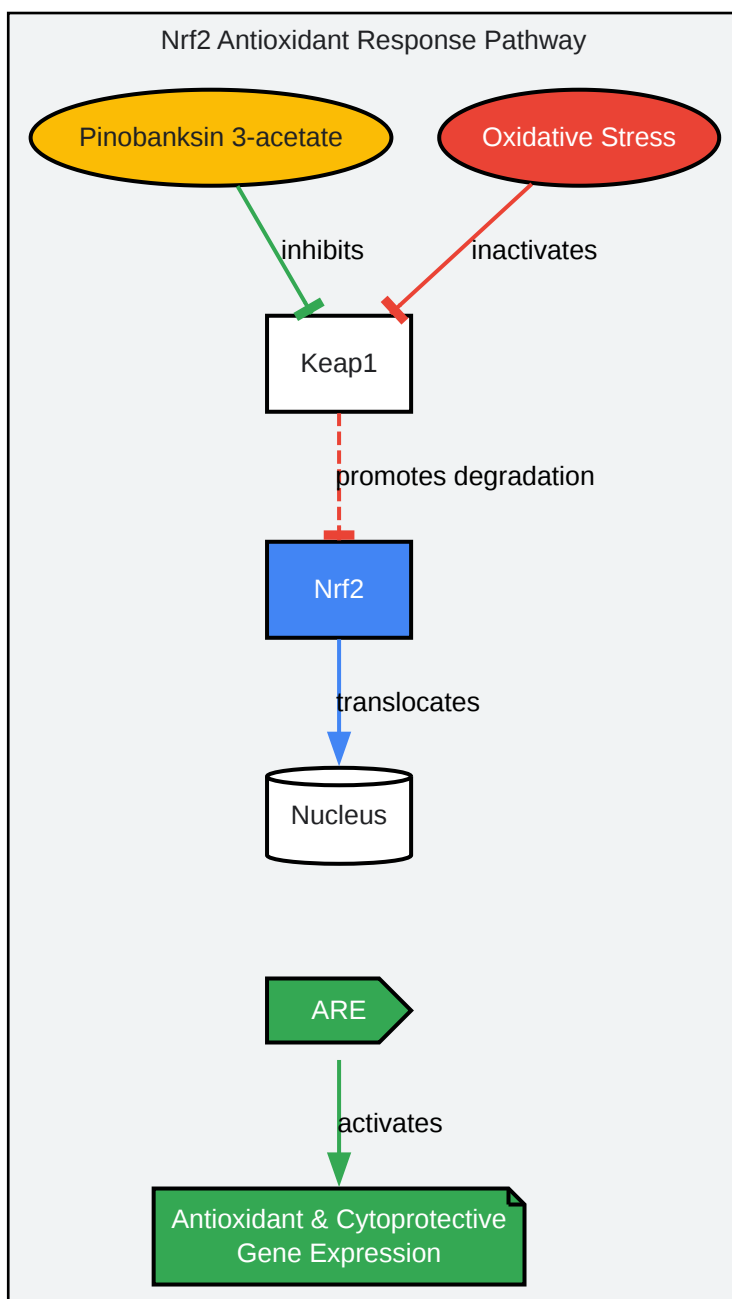 Nrf2 Antioxidant Response Pathway
Pinobanksin 3-acetate
Oxidative Stress
inhibits
inactivates
Keap1
promotes degradation
Nrf2
translocates
Nucleus
ARE
activates
Antioxidant & Cytoprotective
Gene Expression